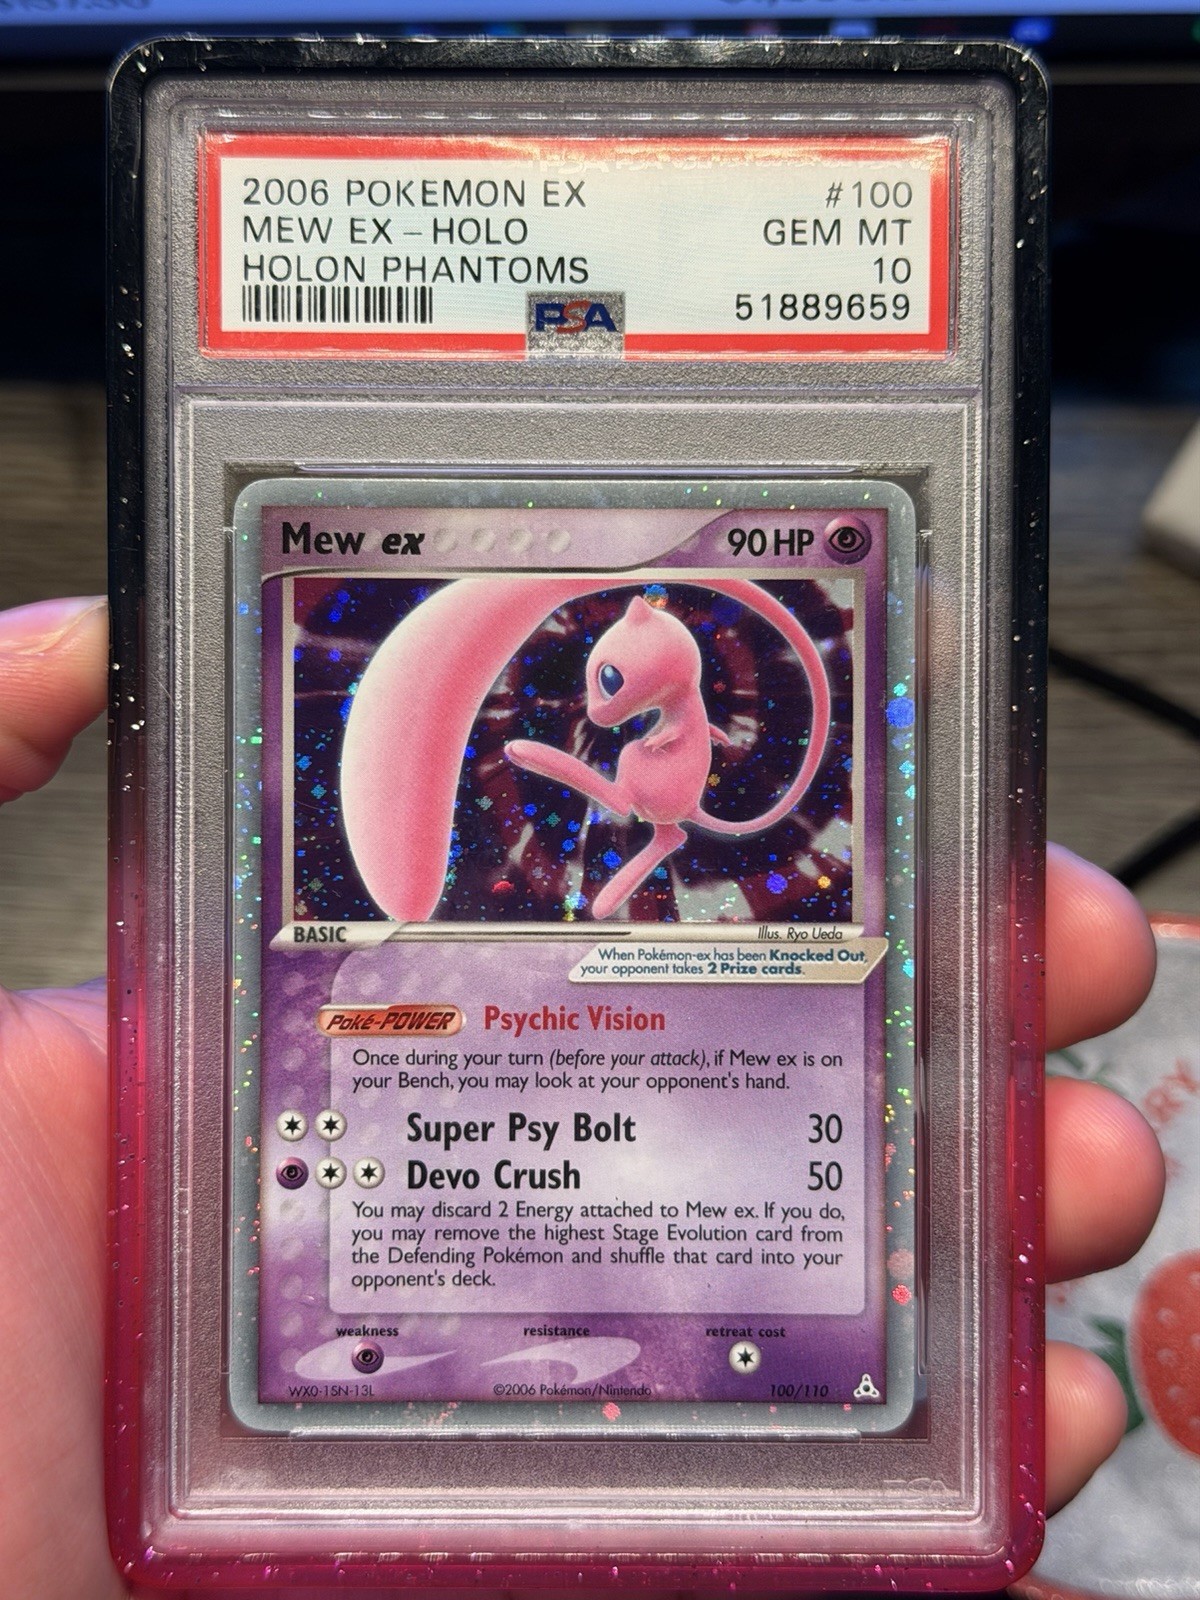 2006 POKEMON EX #100
MEW EX - HOLO GEM MT
HOLON PHANTOMS 10
PSA 51889659
Mew ex 90 HP
BASIC Illus. Ryo Ueda
When Pokémon-ex has been Knocked Out,
your opponent takes 2 Prize cards.
Poké-POWER Psychic Vision
Once during your turn (before your attack), if Mew ex is on
your Bench, you may look at your opponent's hand.
Super Psy Bolt 30
Devo Crush 50
You may discard 2 Energy attached to Mew ex. If you do,
you may remove the highest Stage Evolution card from
the Defending Pokémon and shuffle that card into your
opponent's deck.
weakness resistance retreat cost
WX0-15N-13L ©2006 Pokémon/Nintendo 100/110